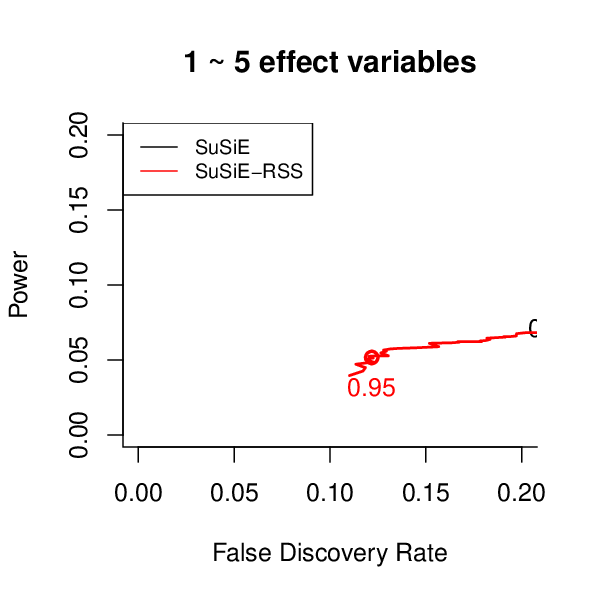 1 ~ 5 effect variables
SuSiE
SuSiE−RSS
Power
0.20
0.15
0.10
0.05
0.00
0.95
0.00 0.05 0.10 0.15 0.20
False Discovery Rate